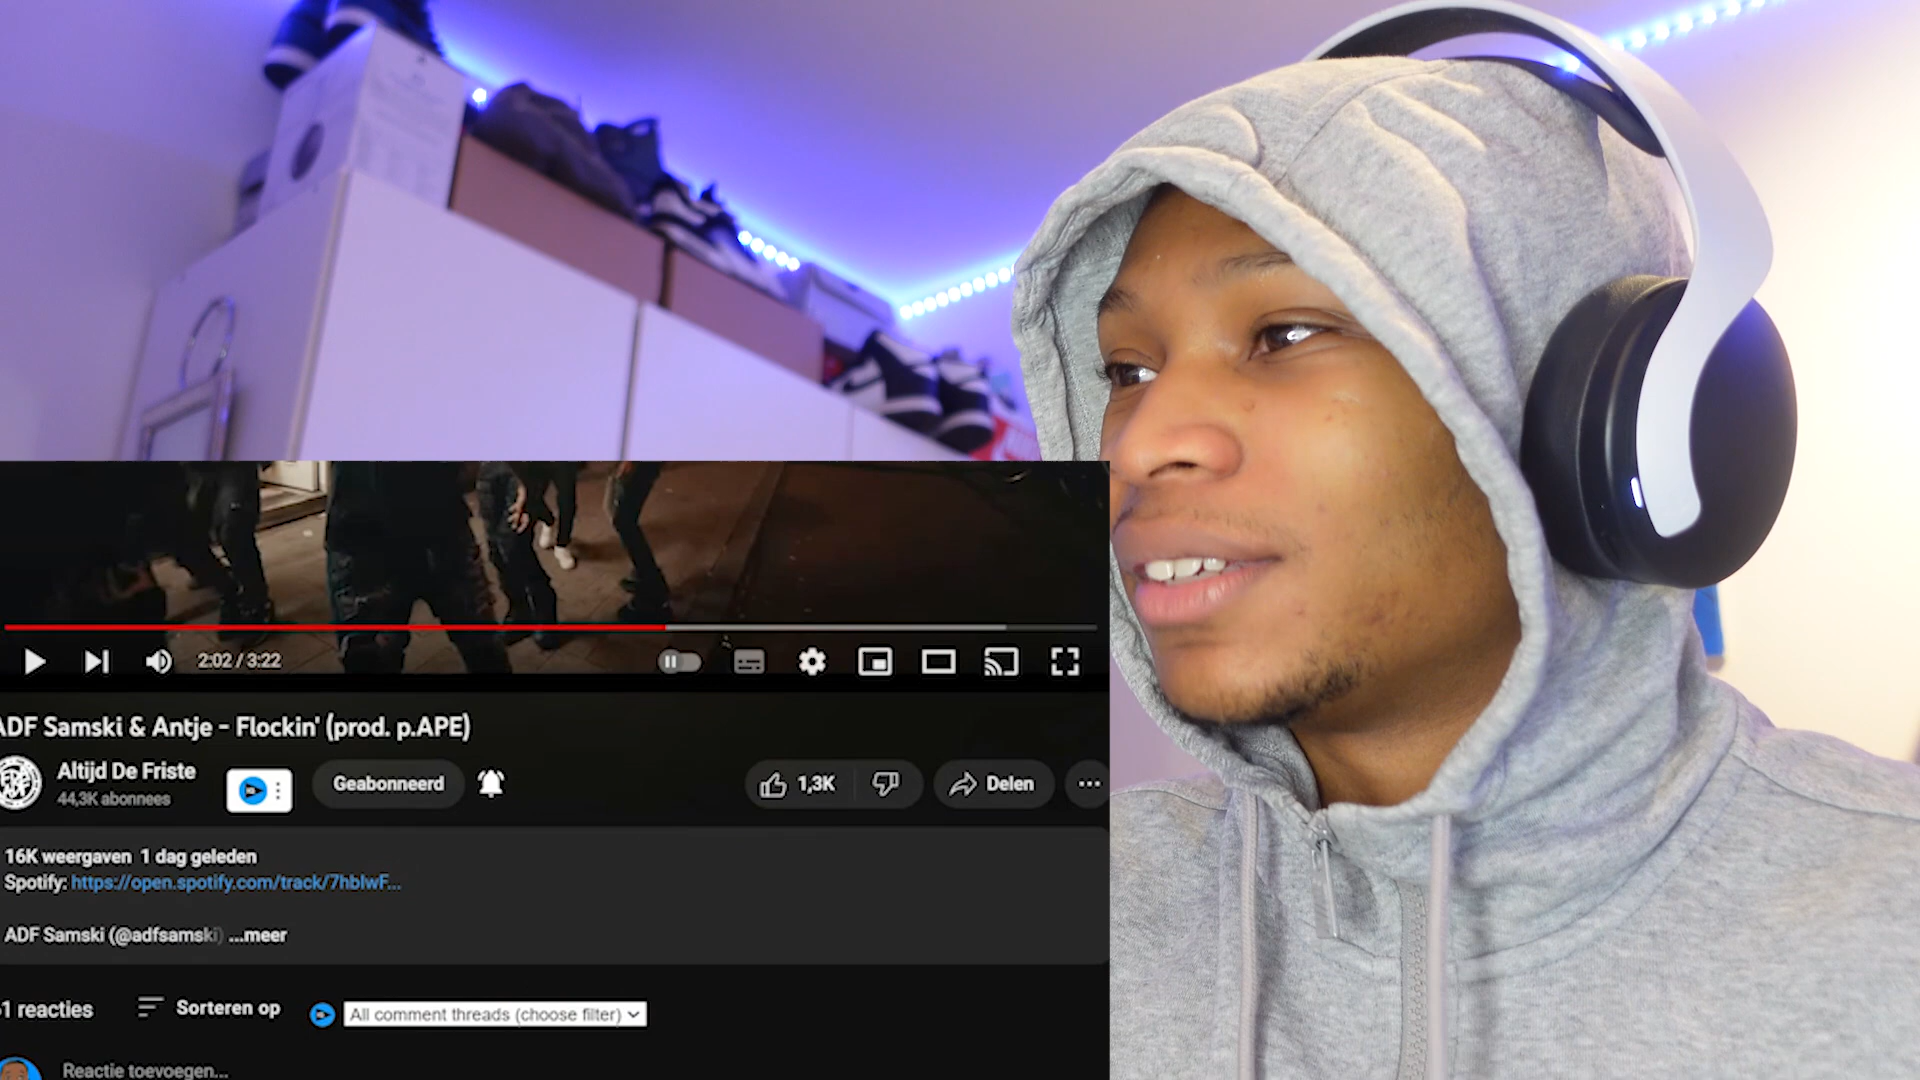 2:02 / 3:22
ADF Samski & Antje - Flockin' (prod. p.APE)
Altijd De Friste
44,3K abonnees
Geabonneerd
1,3K
Delen
16K weergaven 1 dag geleden
Spotify: https://open.spotify.com/track/7hblwF...
ADF Samski (@adfsamski) ...meer
1 reacties
Sorteren op
All comment threads (choose filter)
Reactie toevoegen...